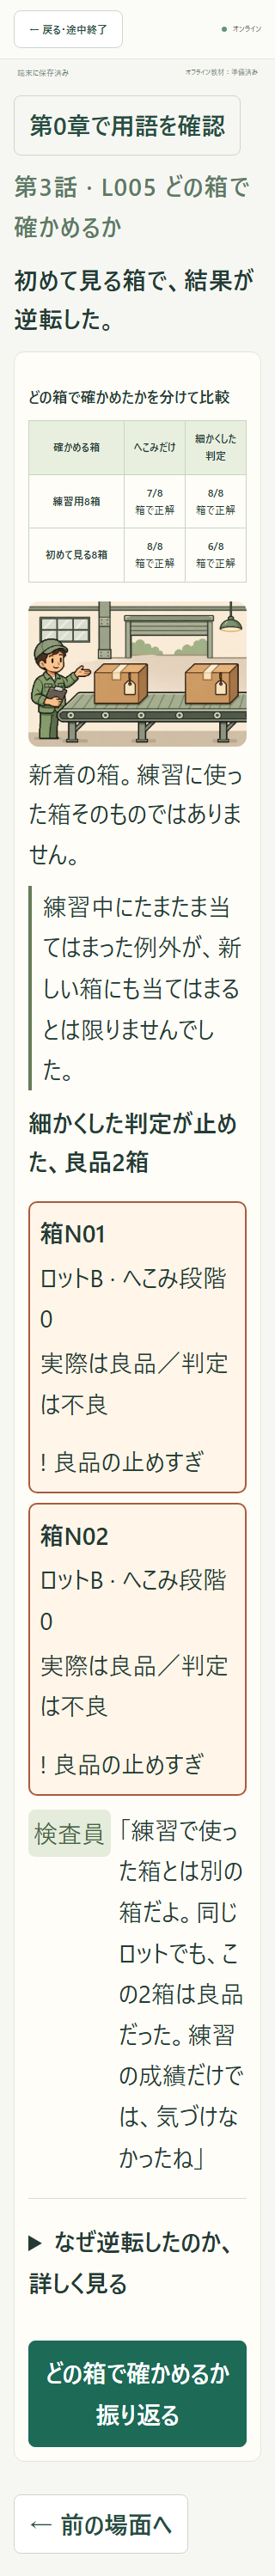 ← 戻る・途中終了
オンライン
端末に保存済み
オフライン教材：準備済み
第0章で用語を確認
第3話 · L005 どの箱で
確かめるか
初めて見る箱で、結果が
逆転した。
どの箱で確かめたかを分けて比較
確かめる箱
へこみだけ
細かくした
判定
練習用8箱
7/8
箱で正解
8/8
箱で正解
初めて見る8箱
8/8
箱で正解
6/8
箱で正解
新着の箱。練習に使っ
た箱そのものではありま
せん。
練習中にたまたま当
てはまった例外が、新
しい箱にも当てはまる
とは限りませんでし
た。
細かくした判定が止め
た、良品2箱
箱N01
ロットB · へこみ段階
0
実際は良品／判定
は不良
! 良品の止めすぎ
箱N02
ロットB · へこみ段階
0
実際は良品／判定
は不良
! 良品の止めすぎ
検査員
「練習で使っ
た箱とは別の
箱だよ。同じ
ロットでも、こ
の2箱は良品
だった。練習
の成績だけで
は、気づけな
かったね」
▶ なぜ逆転したのか、
詳しく見る
どの箱で確かめるか
振り返る
← 前の場面へ